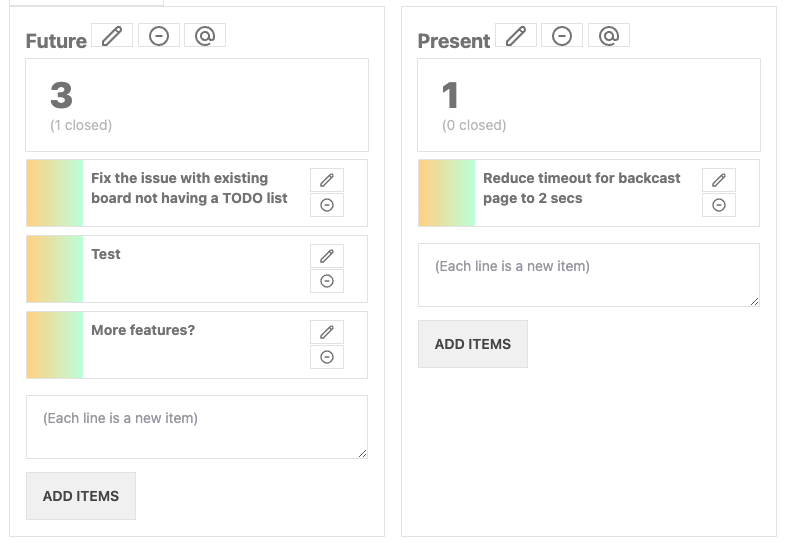 Future
3
(1 closed)
Fix the issue with existing
board not having a TODO list
Test
More features?
(Each line is a new item)
ADD ITEMS
Present
1
(0 closed)
Reduce timeout for backcast
page to 2 secs
(Each line is a new item)
ADD ITEMS